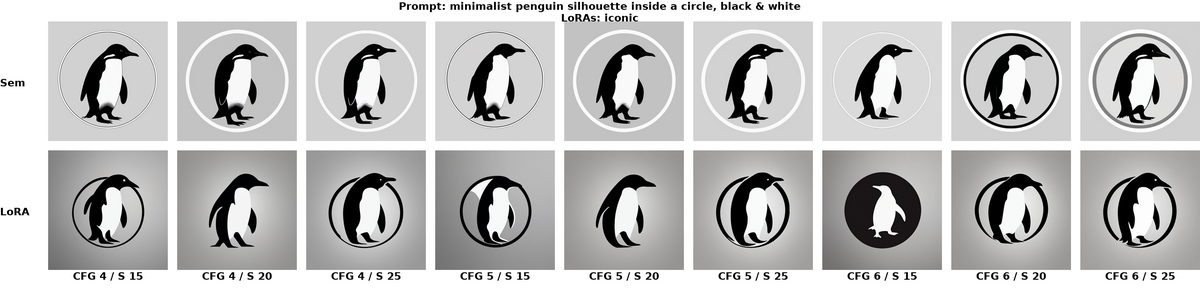 Prompt: minimalist penguin silhouette inside a circle, black & white
LoRAs: iconic
Sem
LoRA
CFG 4 / S 15 CFG 4 / S 20 CFG 4 / S 25 CFG 5 / S 15 CFG 5 / S 20 CFG 5 / S 25 CFG 6 / S 15 CFG 6 / S 20 CFG 6 / S 25